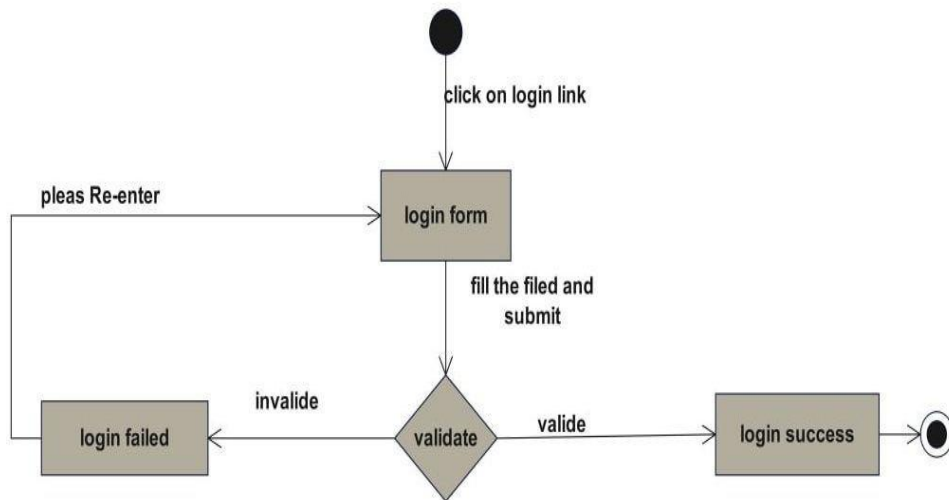 click on login link
pleas Re-enter
login form
fill the filed and
submit
invalide
valide
login failed
validate
login success